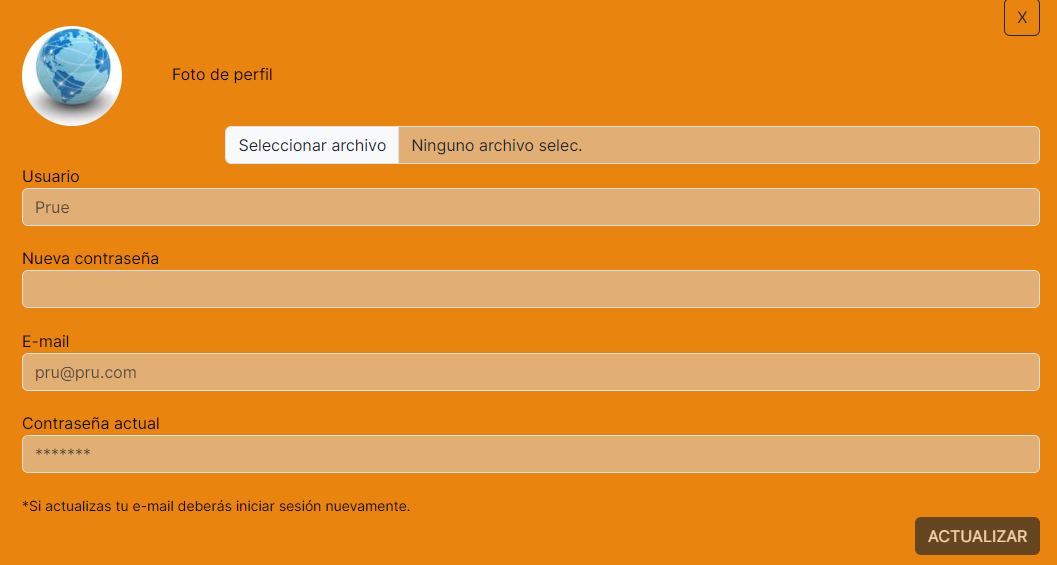 X
Foto de perfil
Seleccionar archivo Ninguno archivo selec.
Usuario
Prue
Nueva contraseña
E-mail
pru@pru.com
Contraseña actual
*******
*Si actualizas tu e-mail deberás iniciar sesión nuevamente.
ACTUALIZAR